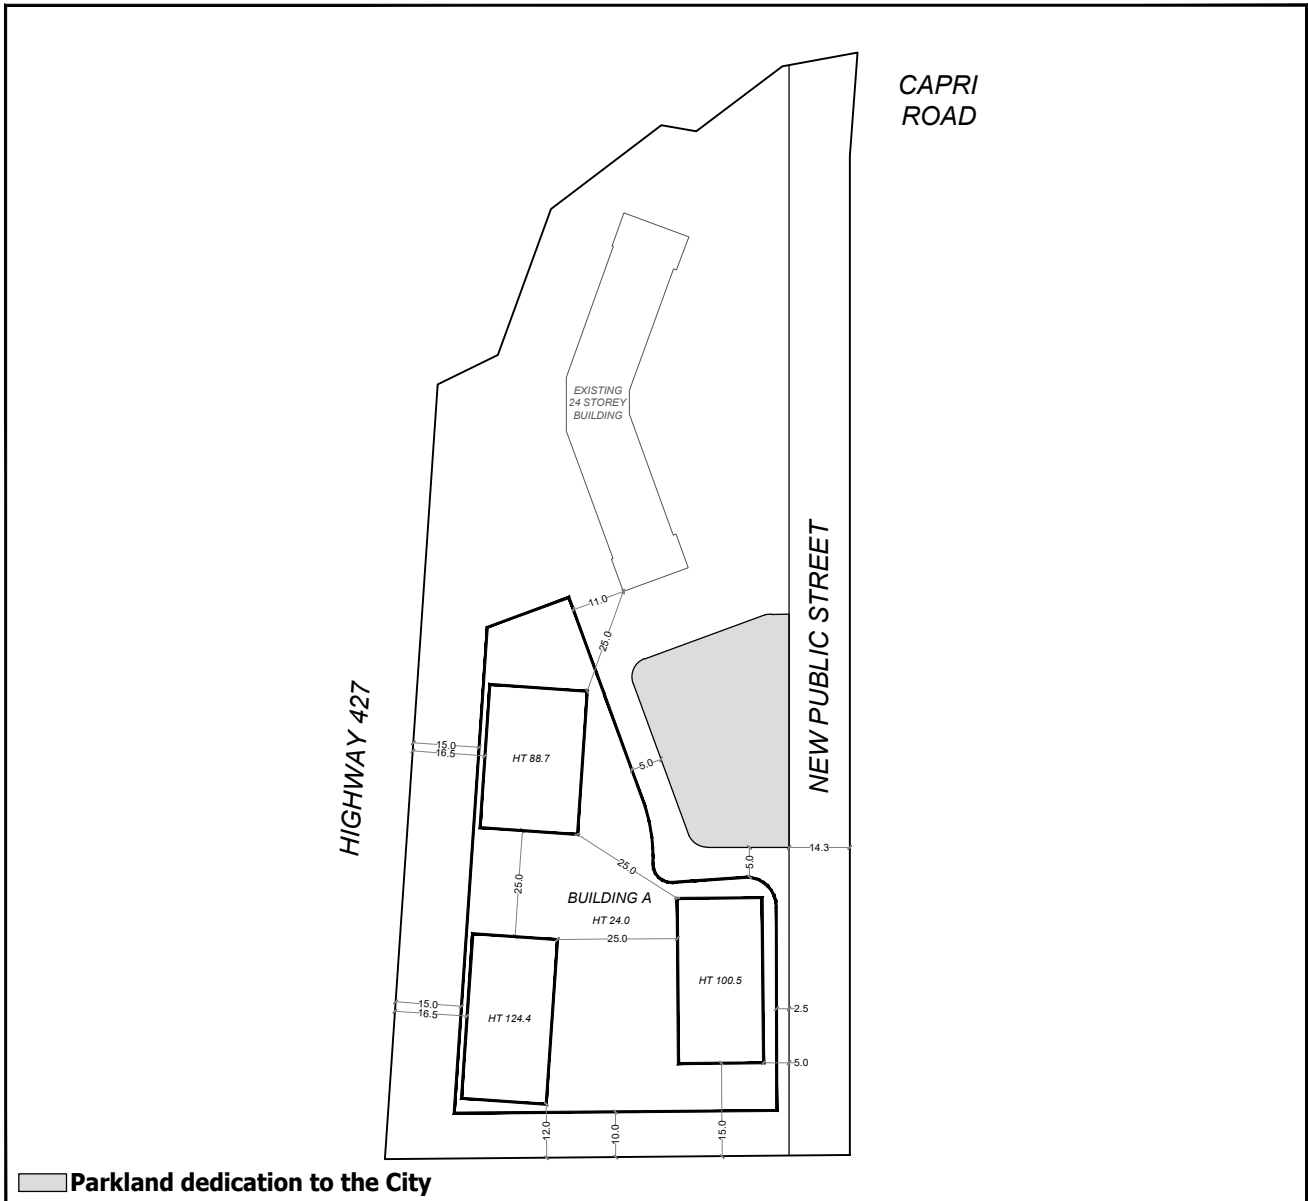 CAPRI
ROAD
EXISTING
24 STOREY
BUILDING
NEW PUBLIC STREET
11.0
25.0
HIGHWAY 427
15.0
16.5
HT 88.7
5.0
14.3
5.0
25.0
25.0
BUILDING A
HT 24.0
25.0
HT 100.5
15.0
16.5
HT 124.4
2.5
5.0
12.0
10.0
15.0
Parkland dedication to the City